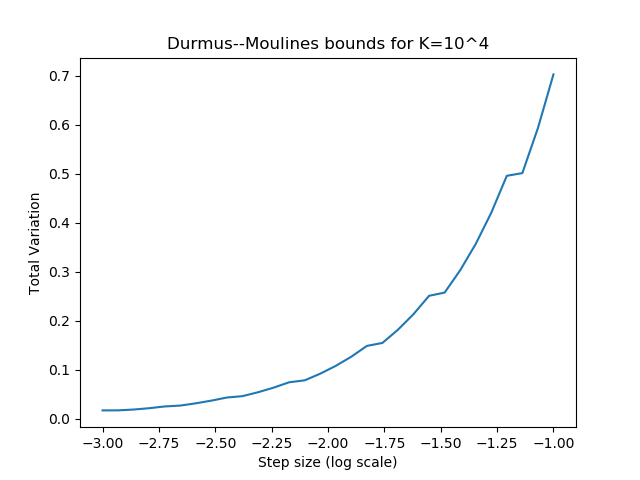 Durmus--Moulines bounds for K=10^4
Total Variation
0.7
0.6
0.5
0.4
0.3
0.2
0.1
0.0
−3.00 −2.75 −2.50 −2.25 −2.00 −1.75 −1.50 −1.25 −1.00
Step size (log scale)